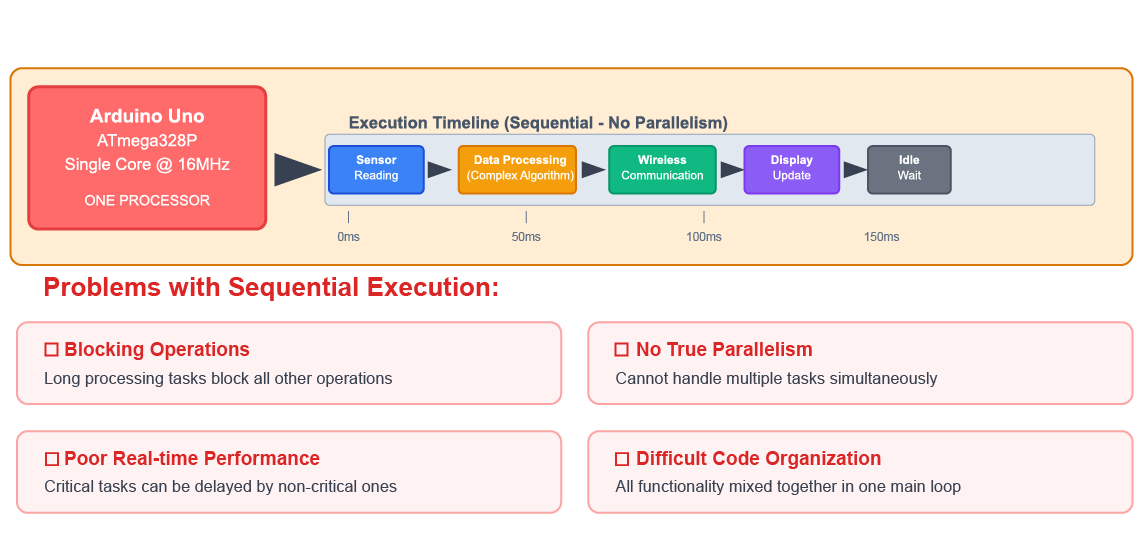 Arduino Uno
ATmega328P
Single Core @ 16MHz
ONE PROCESSOR
Execution Timeline (Sequential - No Parallelism)
Sensor
Reading
Data Processing
(Complex Algorithm)
Wireless
Communication
Display
Update
Idle
Wait
0ms
50ms
100ms
150ms
Problems with Sequential Execution:
☐ Blocking Operations
Long processing tasks block all other operations
☐ No True Parallelism
Cannot handle multiple tasks simultaneously
☐ Poor Real-time Performance
Critical tasks can be delayed by non-critical ones
☐ Difficult Code Organization
All functionality mixed together in one main loop